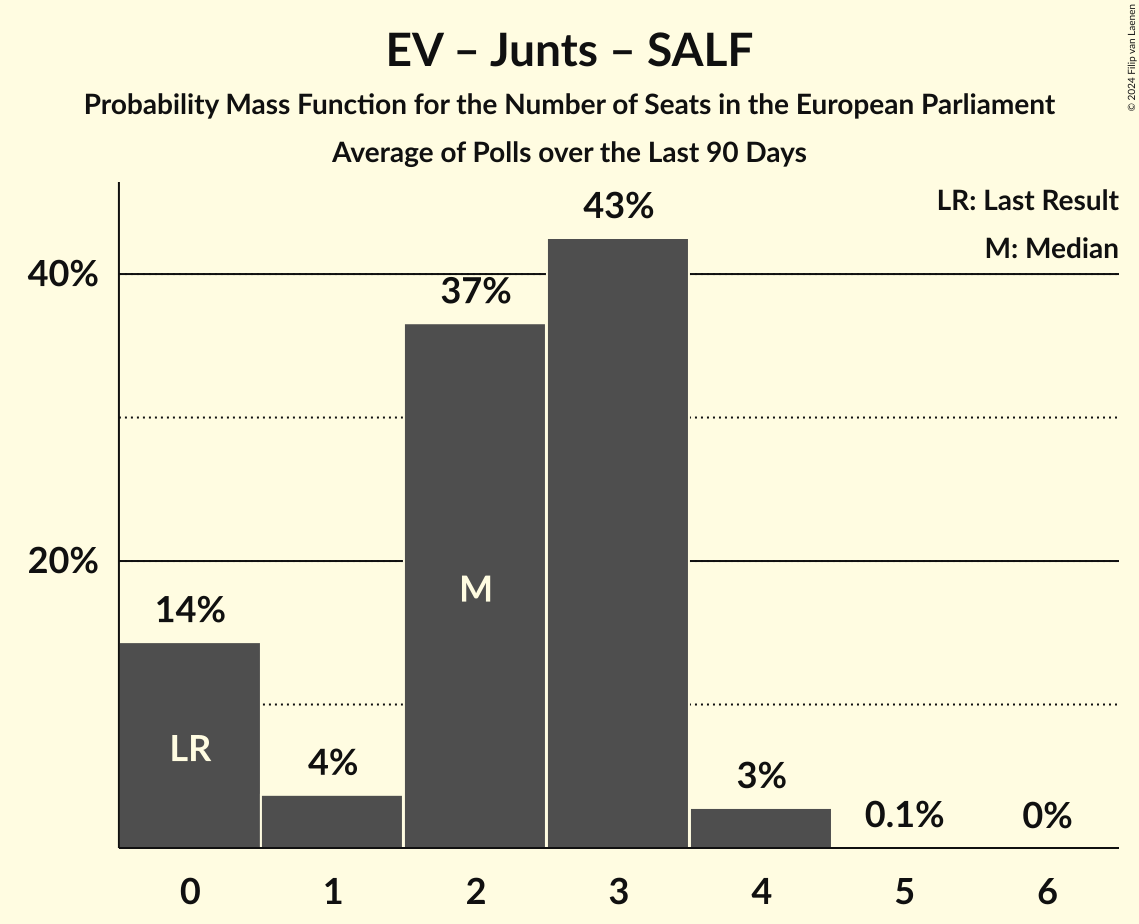 EV – Junts – SALF
Probability Mass Function for the Number of Seats in the European Parliament
Average of Polls over the Last 90 Days
© 2024 Filip van Laenen
LR: Last Result
M: Median
43%
40%
37%
20%
14%
M
LR
4%
3%
0.1%
0%
0 1 2 3 4 5 6